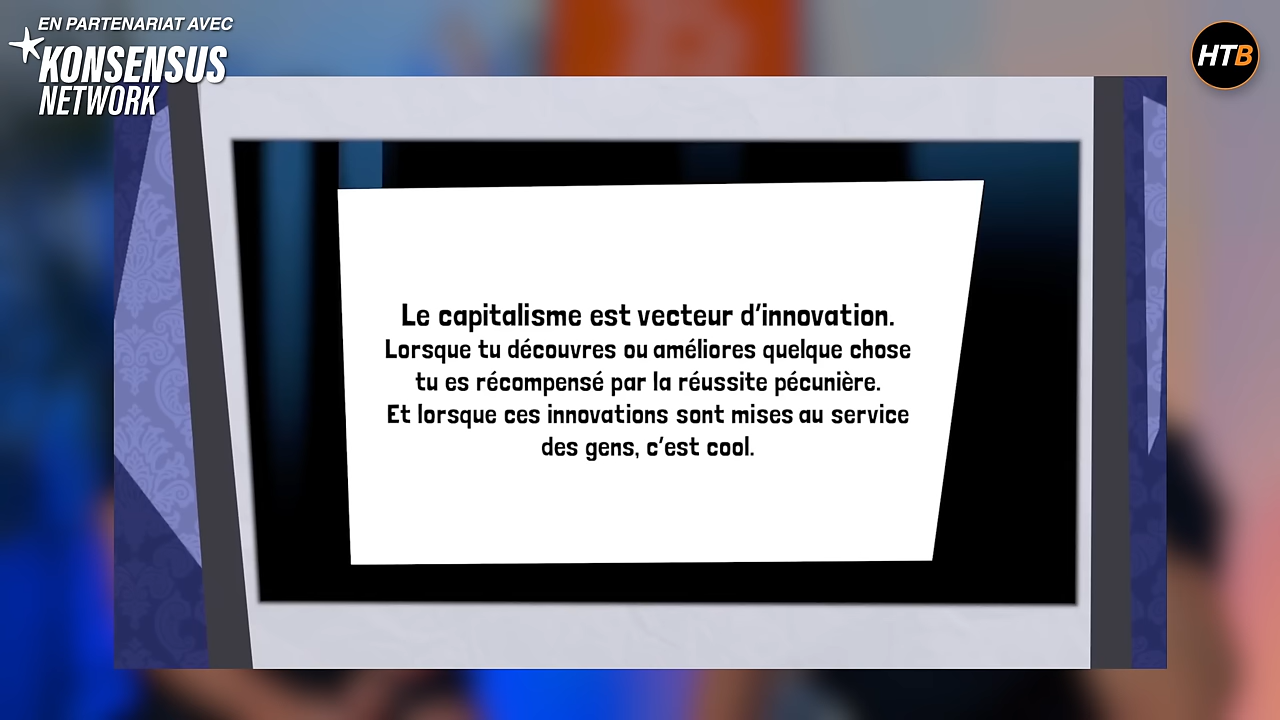 EN PARTENARIAT AVEC
KONSENSUS
NETWORK
HTB
Le capitalisme est vecteur d'innovation.
Lorsque tu découvres ou améliores quelque chose
tu es récompensé par la réussite pécunière.
Et lorsque ces innovations sont mises au service
des gens, c'est cool.